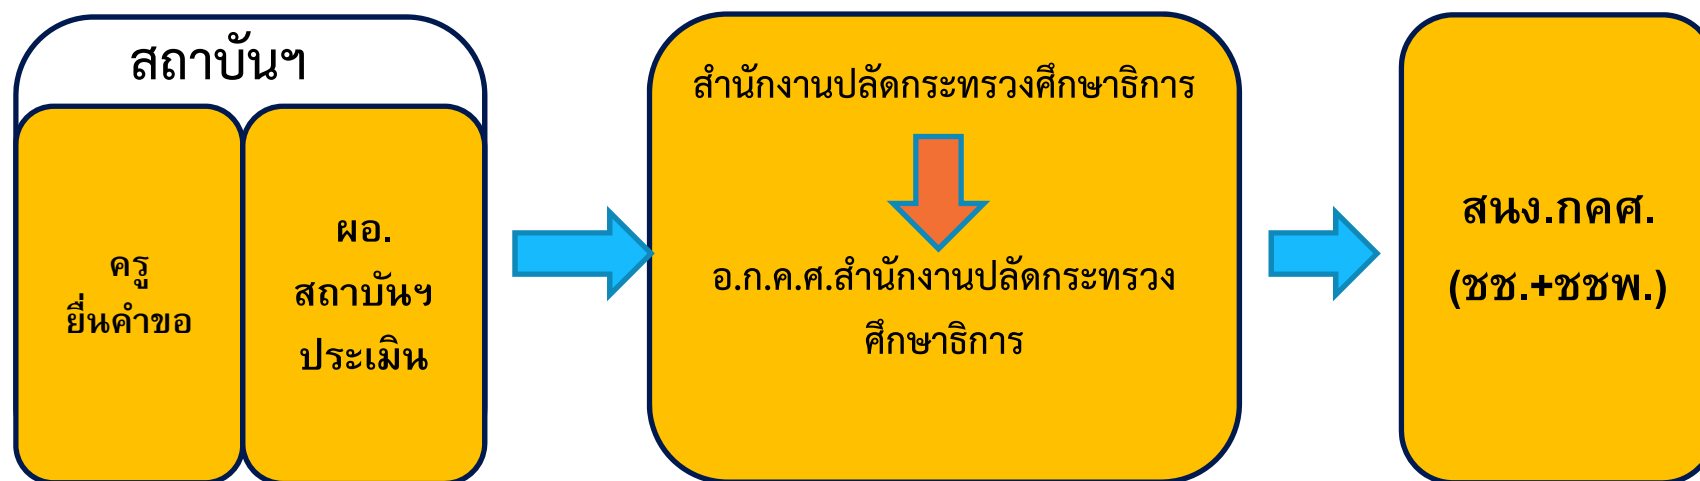 สถาบันฯ
ครู
ยื่นคำขอ
ผอ.
สถาบันฯ
ประเมิน
สำนักงานปลัดกระทรวงศึกษาธิการ
อ.ก.ค.ศ.สำนักงานปลัดกระทรวง
ศึกษาธิการ
สนง.กคศ.
(ชช.+ชชพ.)